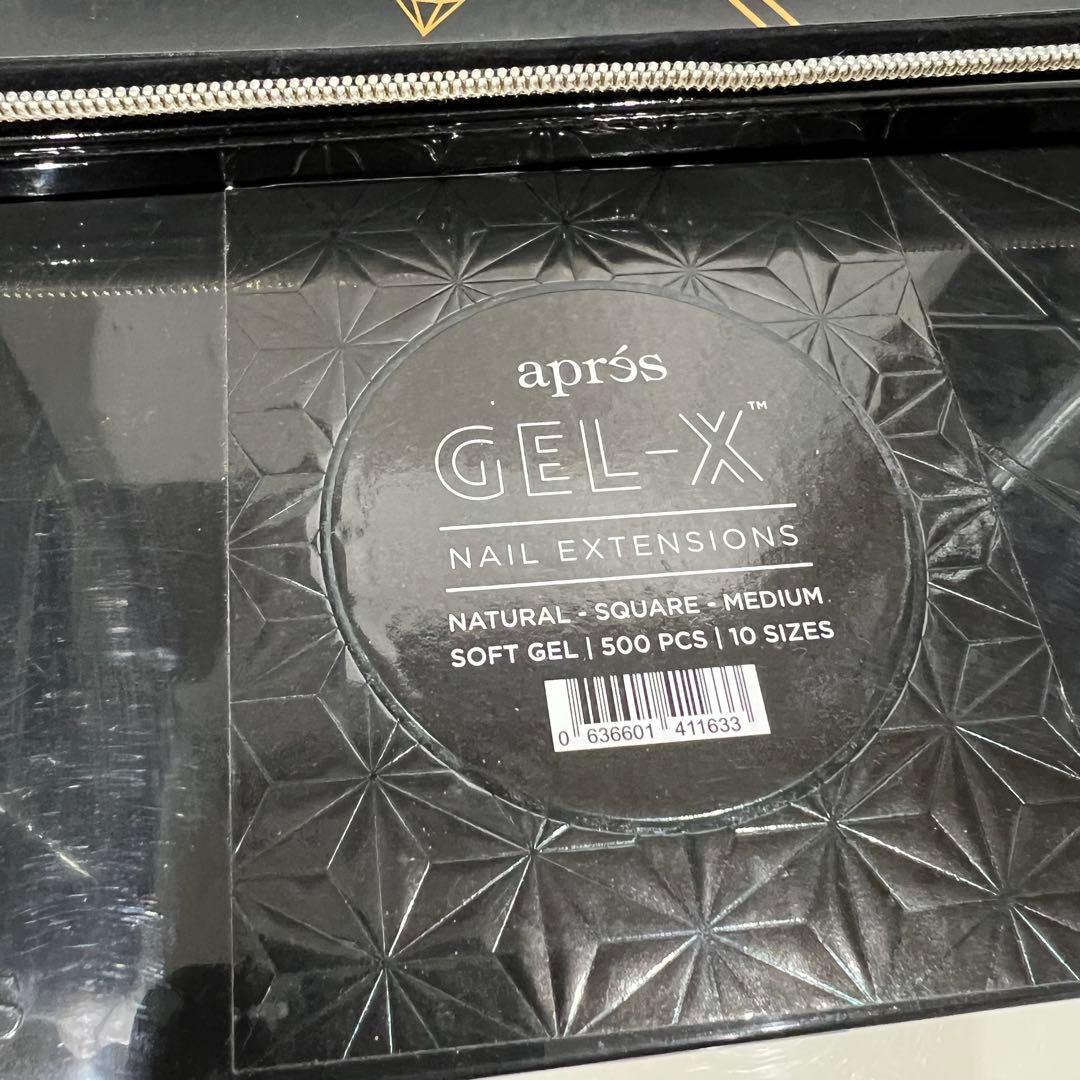 aprés
GEL-X™
NAIL EXTENSIONS
NATURAL - SQUARE - MEDIUM
SOFT GEL | 500 PCS | 10 SIZES
0 636601 411633